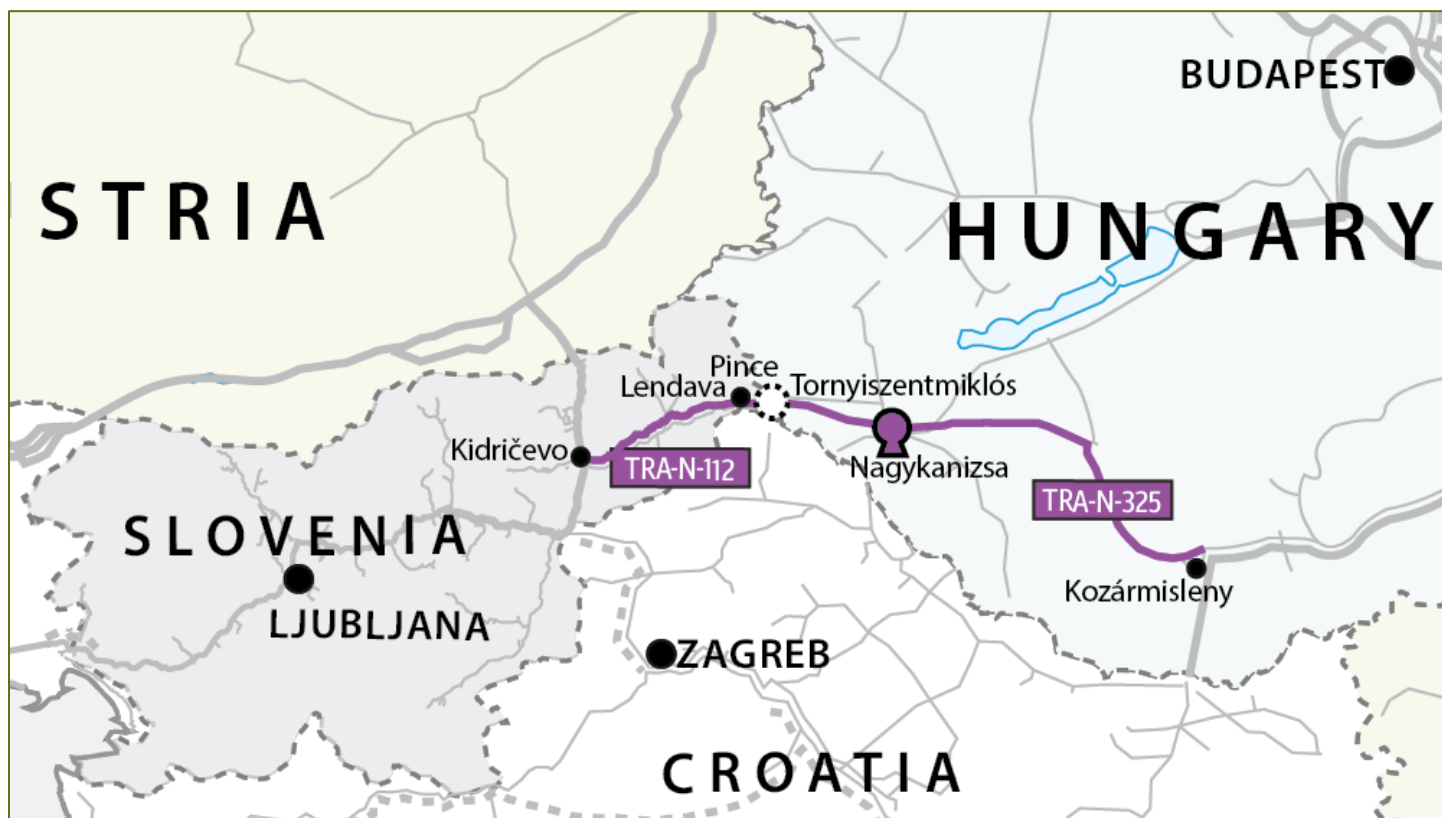 BUDAPEST
STRIA
HUNGARY
Pince
Lendava
Tornyiszentmiklós
Kidričevo
TRA-N-112
Nagykanizsa
TRA-N-325
SLOVENIA
Kozármisleny
LJUBLJANA
ZAGREB
CROATIA